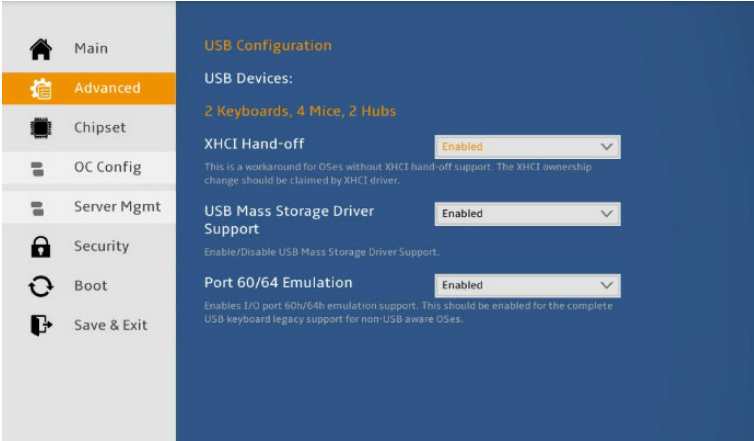 Main
Advanced
Chipset
OC Config
Server Mgmt
Security
Boot
Save & Exit
USB Configuration
USB Devices:
2 Keyboards, 4 Mice, 2 Hubs
XHCI Hand-off
Enabled
This is a workaround for OSes without XHCI hand-off support. The XHCI ownership
change should be claimed by XHCI driver.
USB Mass Storage Driver
Support
Enabled
Enable/Disable USB Mass Storage Driver Support.
Port 60/64 Emulation
Enabled
Enables I/O port 60h/64h emulation support. This should be enabled for the complete
USB keyboard legacy support for non-USB aware OSes.